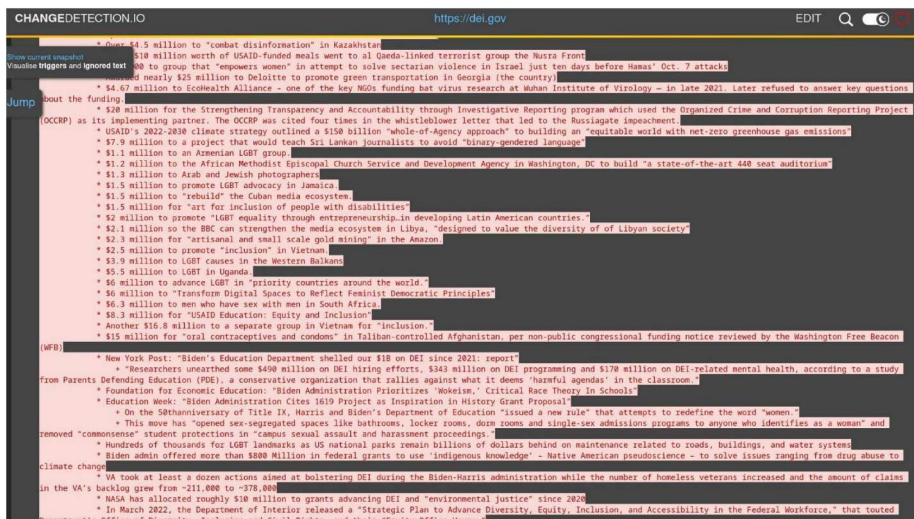 CHANGEDETECTION.IO
https://dei.gov
EDIT
* Over $4.5 million to "combat disinformation" in Kazakhstan
Show current snapshot
$10 million worth of USAID-funded meals went to al Qaeda-linked terrorist group the Nusra Front
Visualise triggers and ignored text
00 to group that "empowers women" in attempt to solve sectarian violence in Israel just ten days before Hamas' Oct. 7 attacks
nearly $25 million to Deloitte to promote green transportation in Georgia (the country)
* $4.67 million to EcoHealth Alliance – one of the key NGOs funding bat virus research at Wuhan Institute of Virology – in late 2021. Later refused to answer key questions
Jump
about the funding.
* $20 million for the Strengthening Transparency and Accountability through Investigative Reporting program which used the Organized Crime and Corruption Reporting Project
(OCCRP) as its implementing partner. The OCCRP was cited four times in the whistleblower letter that led to the Russiagate impeachment.
* USAID's 2022-2030 climate strategy outlined a $150 billion "whole-of-Agency approach" to building an "equitable world with net-zero greenhouse gas emissions"
* $7.9 million to a project that would teach Sri Lankan journalists to avoid "binary-gendered language"
* $1.1 million to an Armenian LGBT group.
* $1.2 million to the African Methodist Episcopal Church Service and Development Agency in Washington, DC to build "a state-of-the-art 440 seat auditorium"
* $1.3 million to Arab and Jewish photographers
* $1.5 million to promote LGBT advocacy in Jamaica.
* $1.5 million to "rebuild" the Cuban media ecosystem.
* $1.5 million for "art for inclusion of people with disabilities"
* $2 million to promote "LGBT equality through entrepreneurship…in developing Latin American countries."
* $2.1 million so the BBC can strengthen the media ecosystem in Libya, "designed to value the diversity of of Libyan society"
* $2.3 million for "artisanal and small scale gold mining" in the Amazon.
* $2.5 million to promote "inclusion" in Vietnam.
* $3.9 million to LGBT causes in the Western Balkans
* $5.5 million to LGBT in Uganda.
* $6 million to advance LGBT in "priority countries around the world."
* $6 million to "Transform Digital Spaces to Reflect Feminist Democratic Principles"
* $6.3 million to men who have sex with men in South Africa.
* $8.3 million for "USAID Education: Equity and Inclusion"
* Another $16.8 million to a separate group in Vietnam for "inclusion."
* $15 million for "oral contraceptives and condoms" in Taliban-controlled Afghanistan, per non-public congressional funding notice reviewed by the Washington Free Beacon
(WFB)
* New York Post: "Biden's Education Department shelled our $1B on DEI since 2021: report"
+ "Researchers unearthed some $490 million on DEI hiring efforts, $343 million on DEI programming and $170 million on DEI-related mental health, according to a study
from Parents Defending Education (PDE), a conservative organization that rallies against what it deems 'harmful agendas' in the classroom."
* Foundation for Economic Education: "Biden Administration Prioritizes 'Wokeism,' Critical Race Theory In Schools"
* Education Week: "Biden Administration Cites 1619 Project as Inspiration in History Grant Proposal"
+ On the 50thanniversary of Title IX, Harris and Biden's Department of Education "issued a new rule" that attempts to redefine the word "women."
+ This move has "opened sex-segregated spaces like bathrooms, locker rooms, dorm rooms and single-sex admissions programs to anyone who identifies as a woman" and
removed "commonsense" student protections in "campus sexual assault and harassment proceedings."
* Hundreds of thousands for LGBT landmarks as US national parks remain billions of dollars behind on maintenance related to roads, buildings, and water systems
* Biden admin offered more than $800 Million in federal grants to use 'indigenous knowledge' – Native American pseudoscience – to solve issues ranging from drug abuse to
climate change
* VA took at least a dozen actions aimed at bolstering DEI during the Biden-Harris administration while the number of homeless veterans increased and the amount of claims
in the VA's backlog grew from ~211,000 to ~378,000
* NASA has allocated roughly $10 million to grants advancing DEI and "environmental justice" since 2020
* In March 2022, the Department of Interior released a "Strategic Plan to Advance Diversity, Equity, Inclusion, and Accessibility in the Federal Workforce," that touted